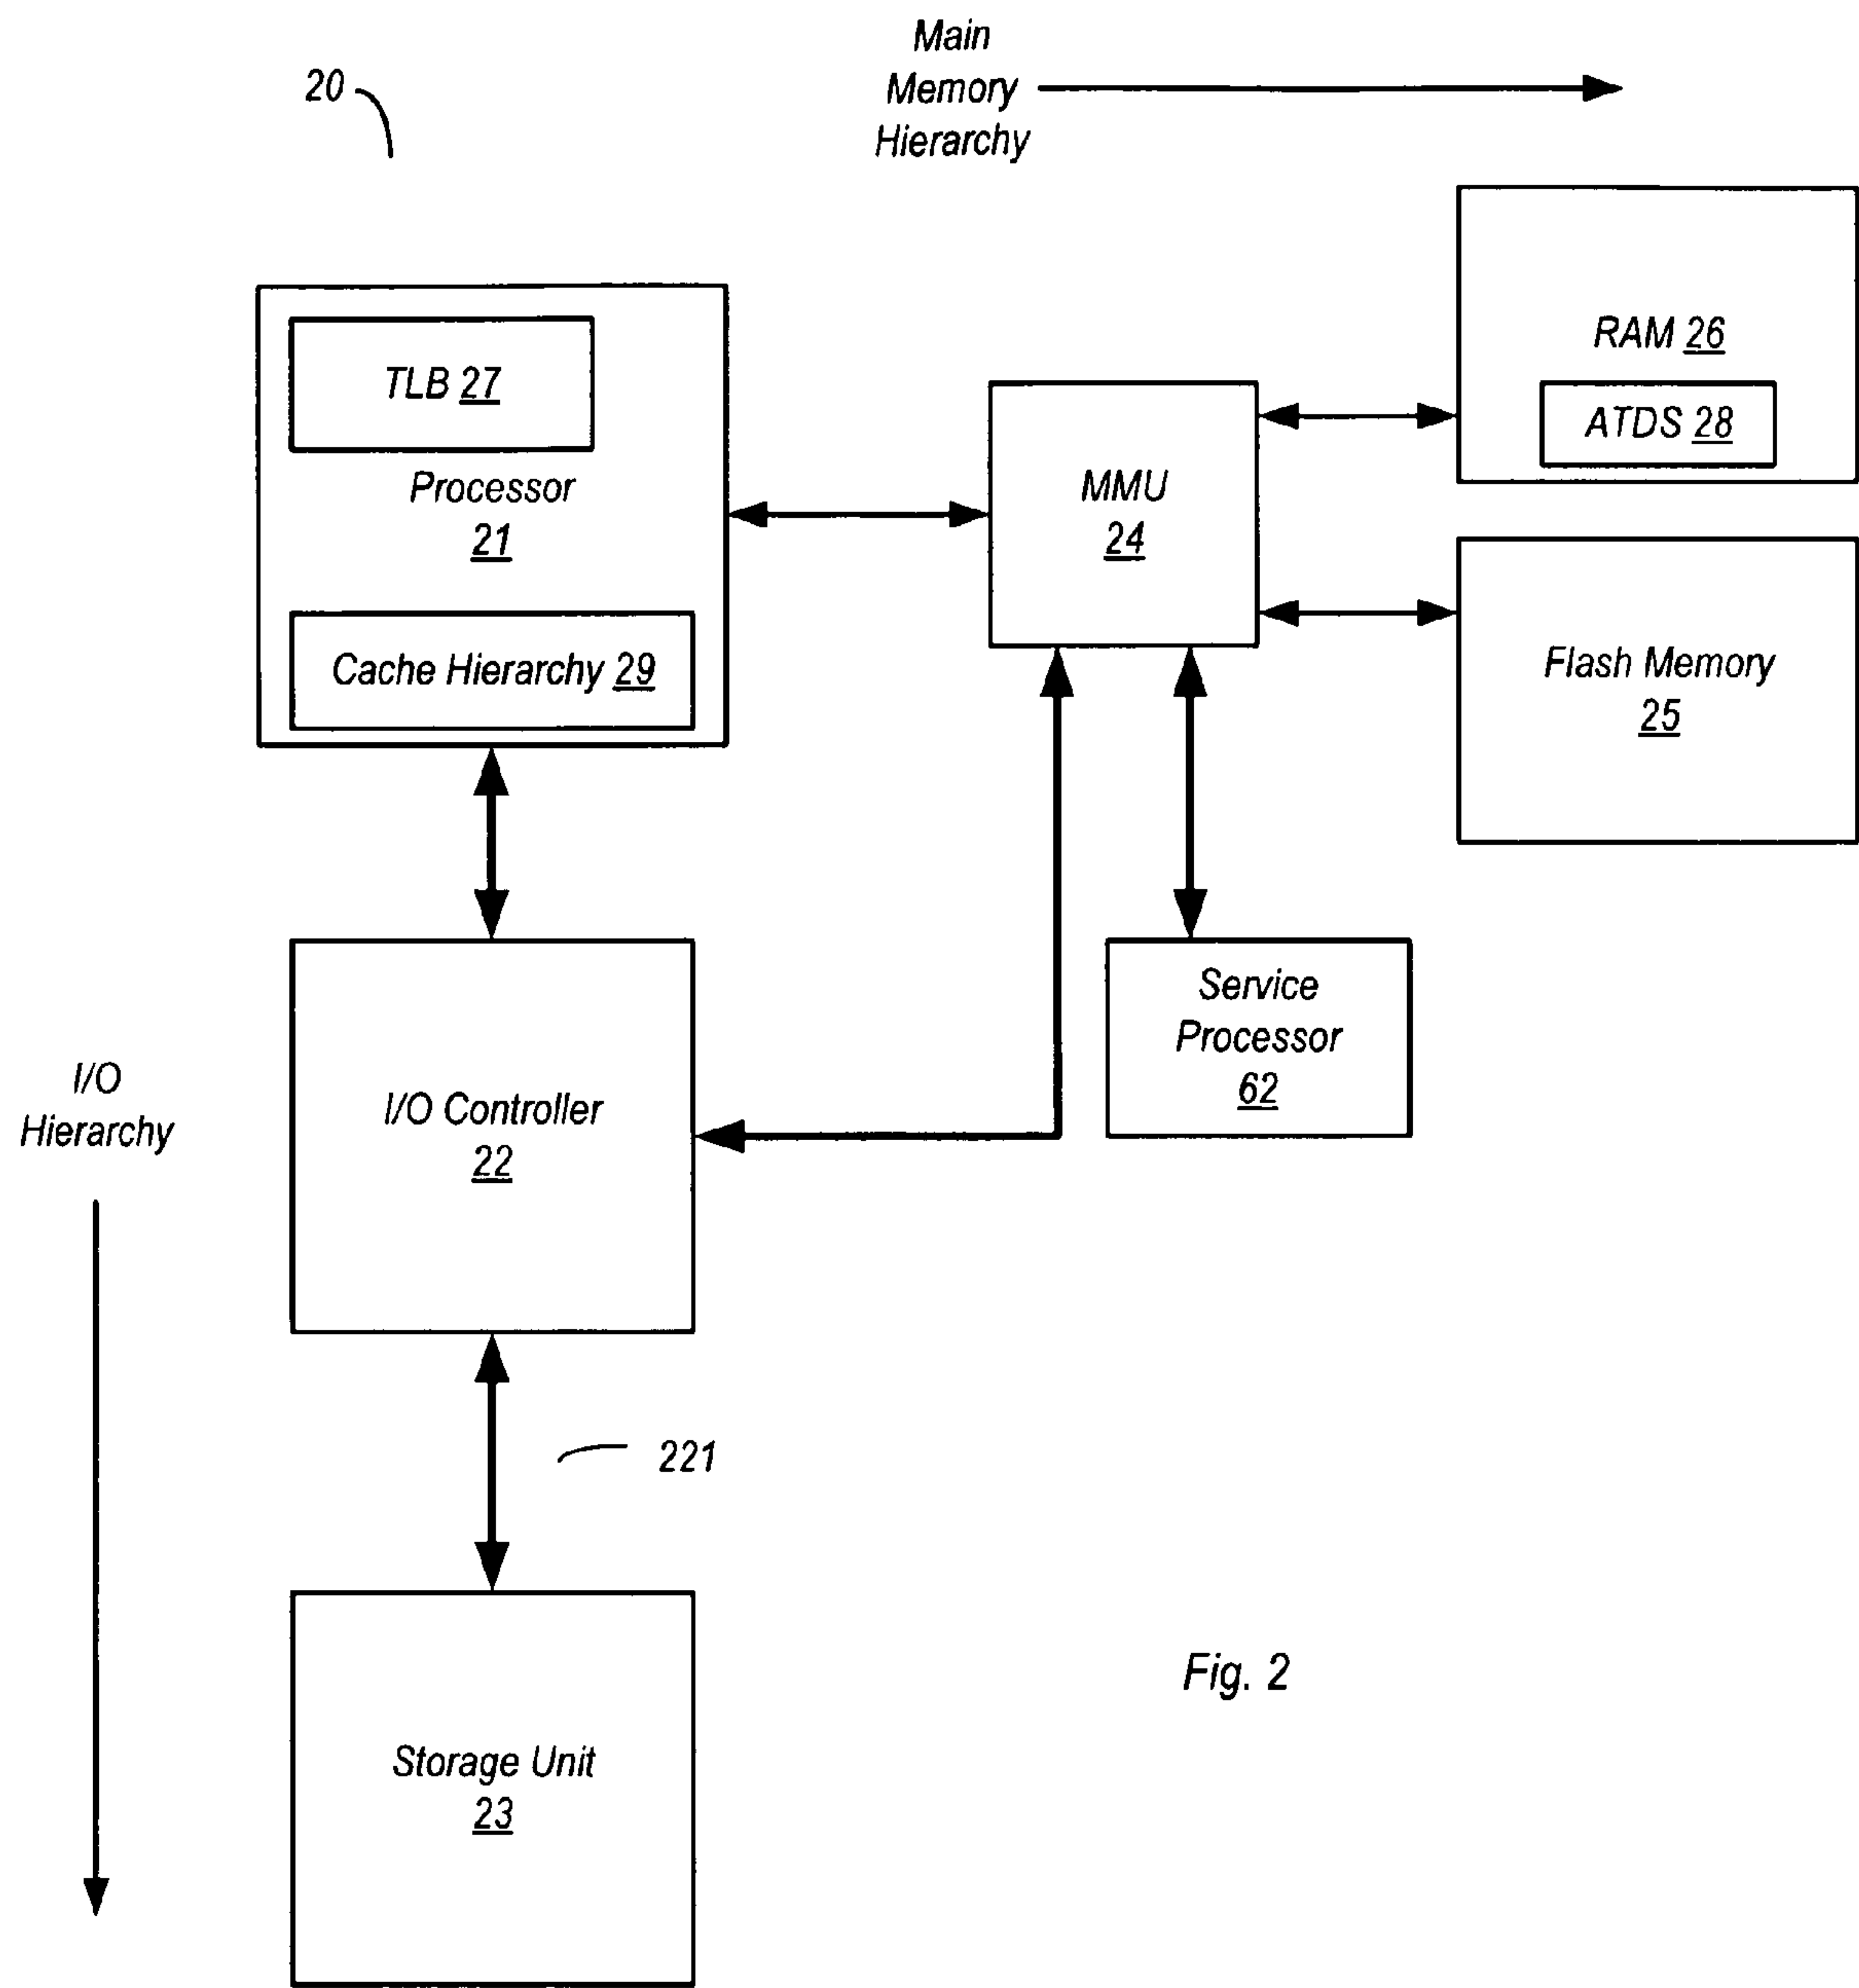 Main
Memory
Hierarchy
20
TLB 27
Processor
21
Cache Hierarchy 29
MMU
24
RAM 26
ATDS 28
Flash Memory
25
Service
Processor
62
I/O
Hierarchy
I/O Controller
22
221
Storage Unit
23
Fig. 2